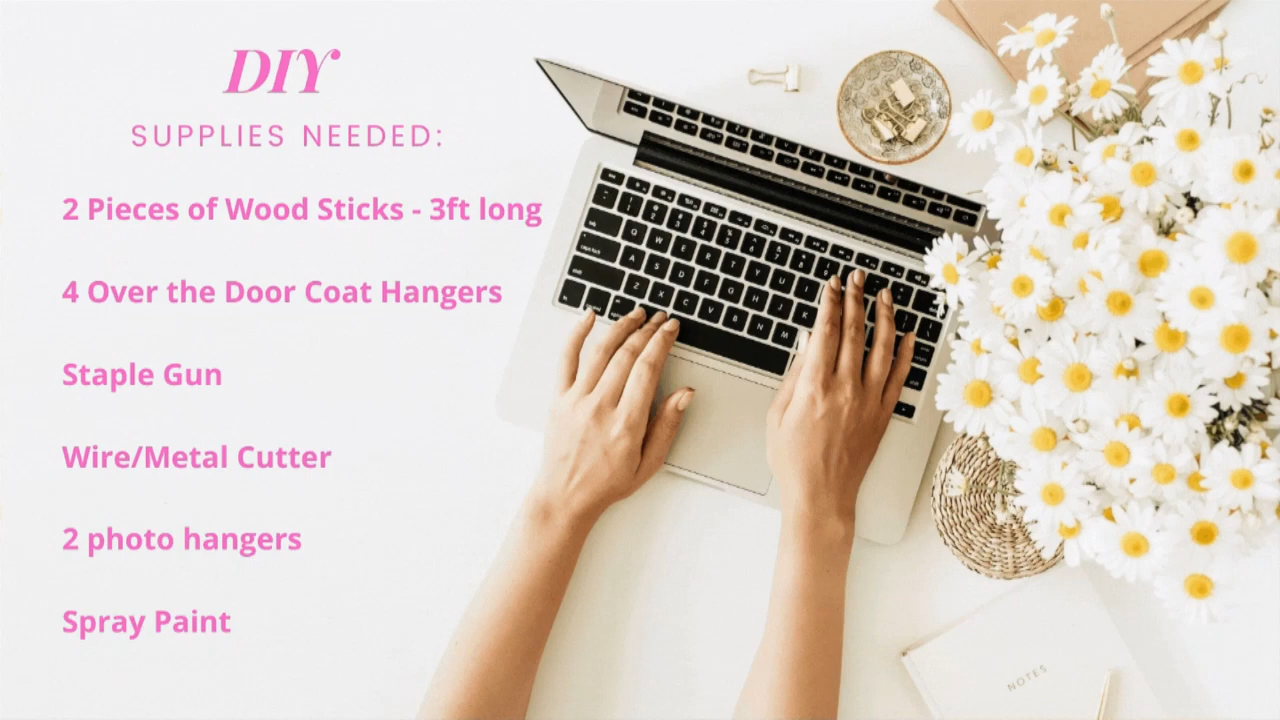 DIY
SUPPLIES NEEDED:
2 Pieces of Wood Sticks - 3ft long
4 Over the Door Coat Hangers
Staple Gun
Wire/Metal Cutter
2 photo hangers
Spray Paint
NOTES